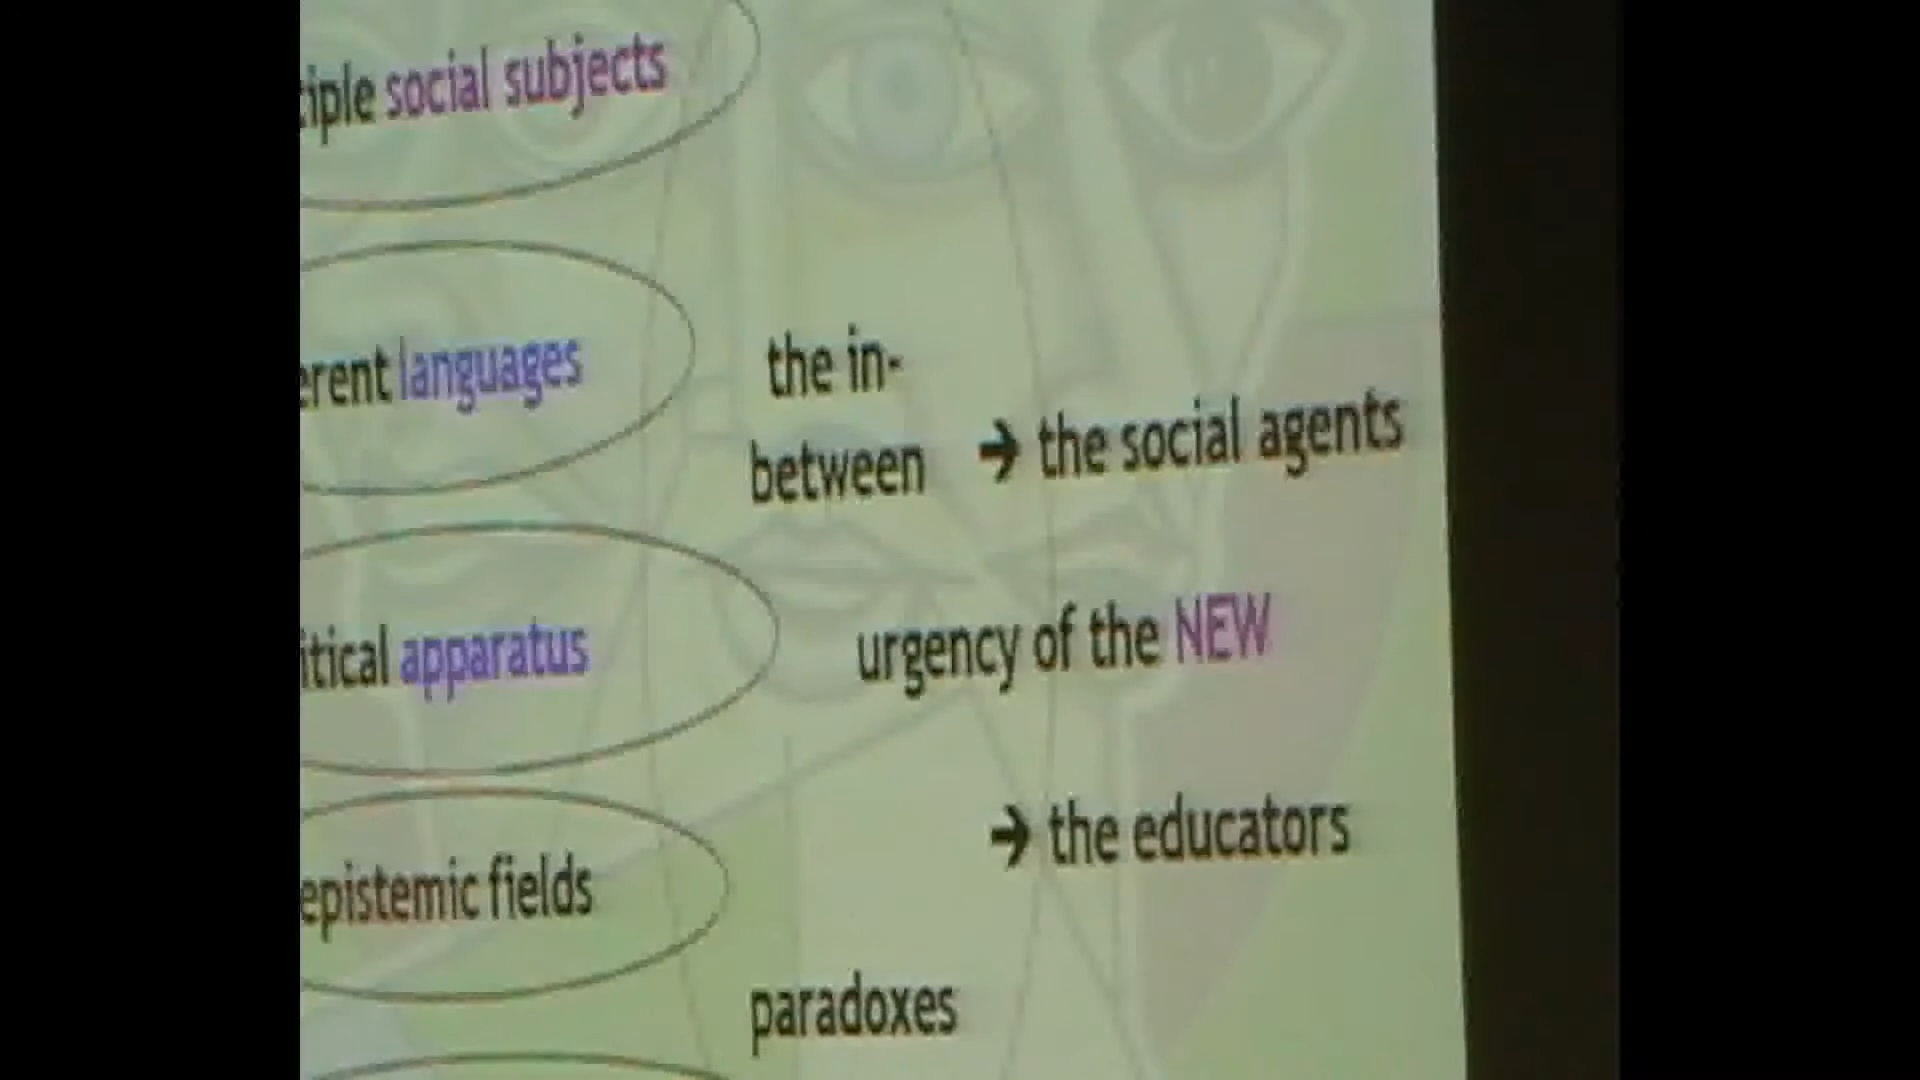 social subjects
languages
the in-
between
→ the social agents
apparatus
urgency of the NEW
→ the educators
epistemic fields
paradoxes